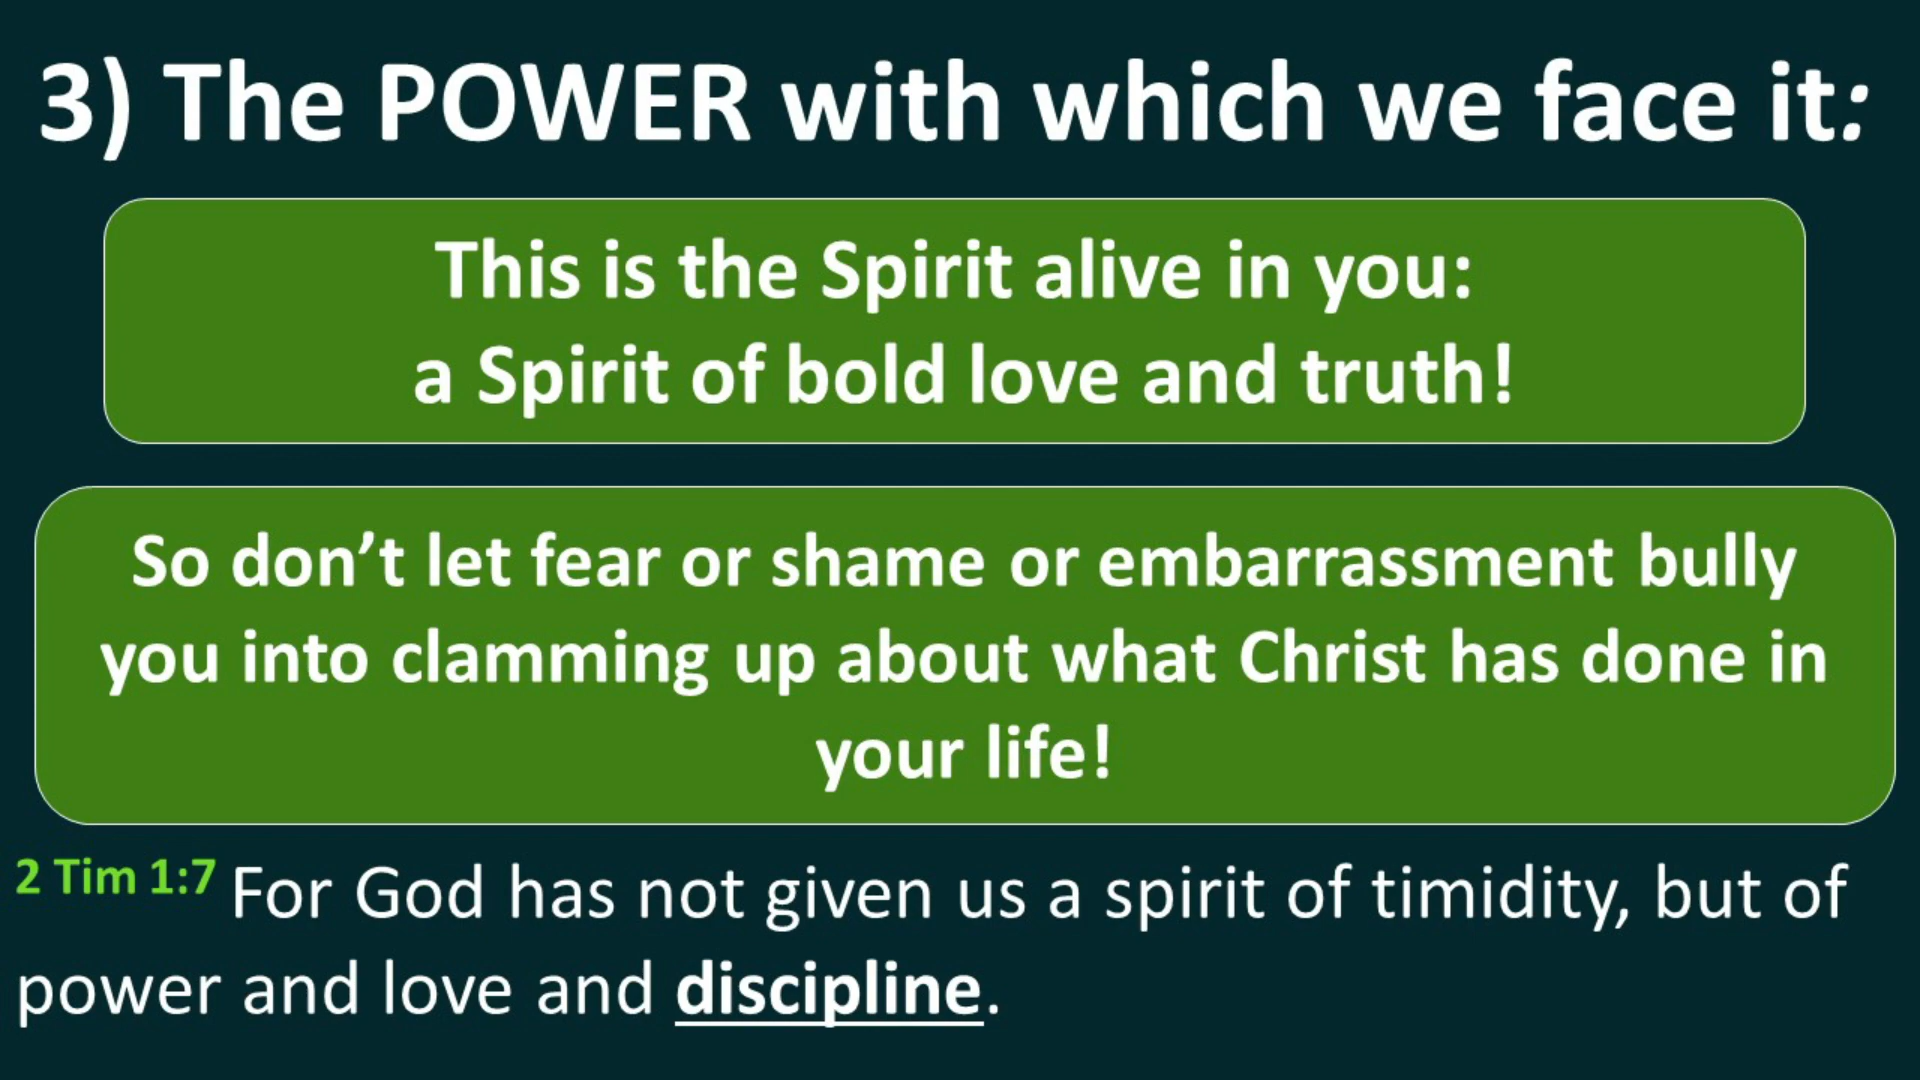 3) The POWER with which we face it:
This is the Spirit alive in you:
a Spirit of bold love and truth!
So don’t let fear or shame or embarrassment bully
you into clamming up about what Christ has done in
your life!
2 Tim 1:7 For God has not given us a spirit of timidity, but of
power and love and discipline.